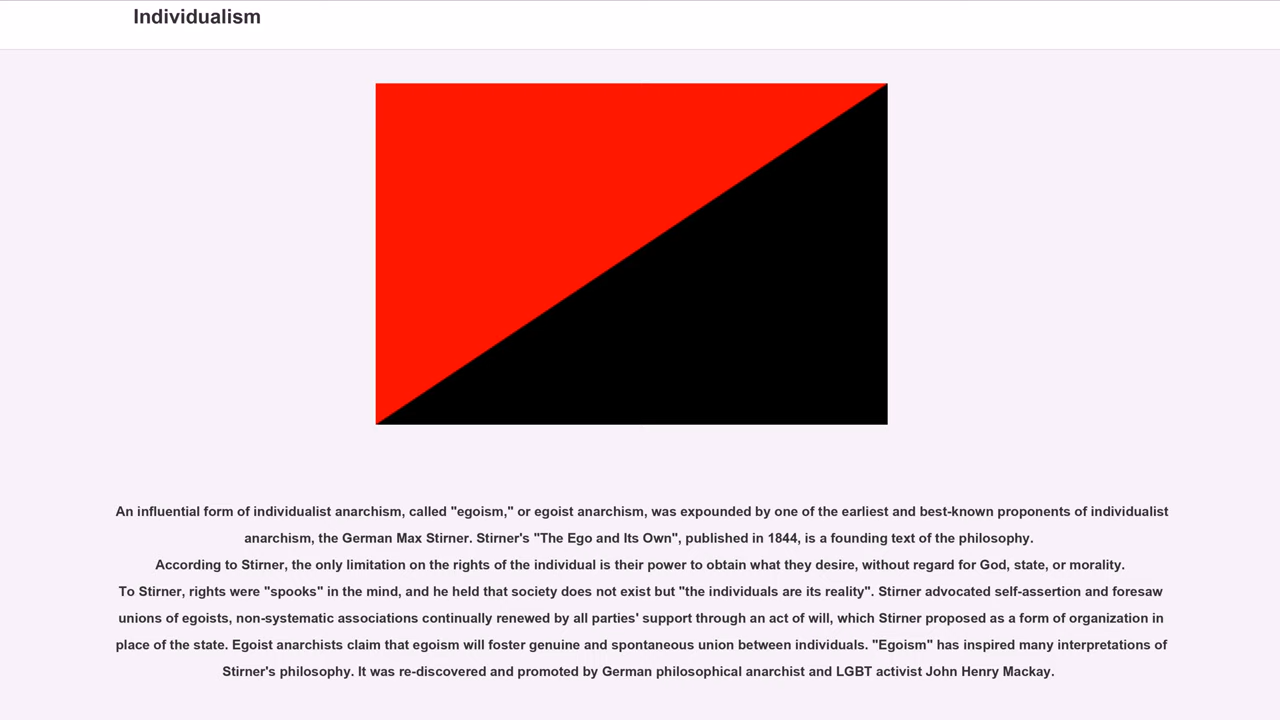 Individualism
An influential form of individualist anarchism, called "egoism," or egoist anarchism, was expounded by one of the earliest and best-known proponents of individualist
anarchism, the German Max Stirner. Stirner's "The Ego and Its Own", published in 1844, is a founding text of the philosophy.
According to Stirner, the only limitation on the rights of the individual is their power to obtain what they desire, without regard for God, state, or morality.
To Stirner, rights were "spooks" in the mind, and he held that society does not exist but "the individuals are its reality". Stirner advocated self-assertion and foresaw
unions of egoists, non-systematic associations continually renewed by all parties' support through an act of will, which Stirner proposed as a form of organization in
place of the state. Egoist anarchists claim that egoism will foster genuine and spontaneous union between individuals. "Egoism" has inspired many interpretations of
Stirner's philosophy. It was re-discovered and promoted by German philosophical anarchist and LGBT activist John Henry Mackay.